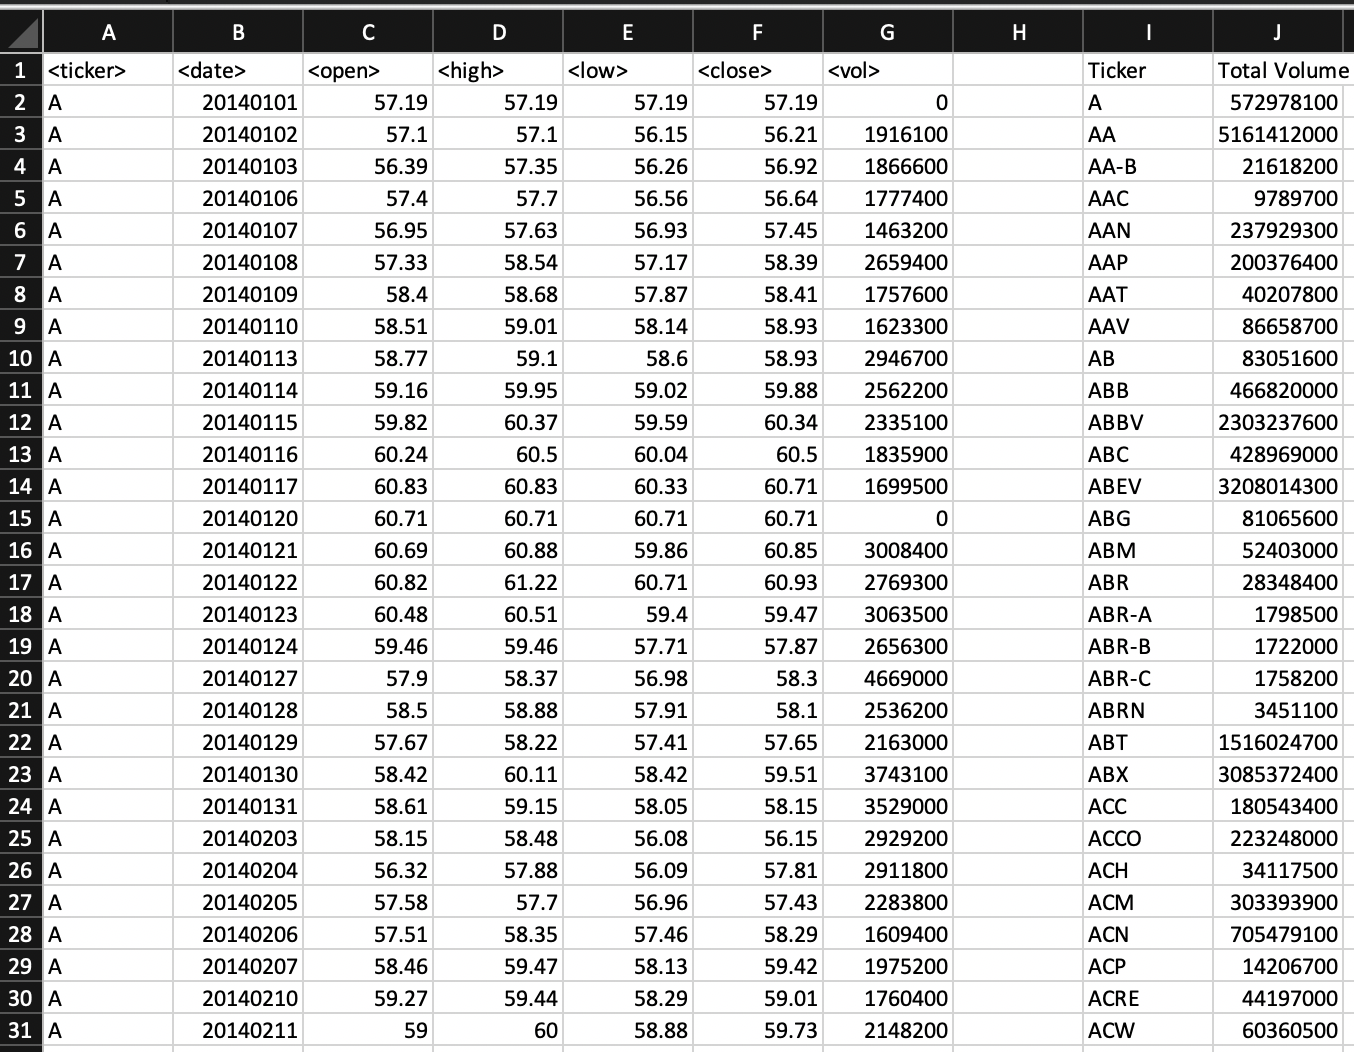 A B C D E F G H I J
1 <ticker> <date> <open> <high> <low> <close> <vol> Ticker Total Volume
2 A 20140101 57.19 57.19 57.19 57.19 0 A 572978100
3 A 20140102 57.1 57.1 56.15 56.21 1916100 AA 5161412000
4 A 20140103 56.39 57.35 56.26 56.92 1866600 AA-B 21618200
5 A 20140106 57.4 57.7 56.56 56.64 1777400 AAC 9789700
6 A 20140107 56.95 57.63 56.93 57.45 1463200 AAN 237929300
7 A 20140108 57.33 58.54 57.17 58.39 2659400 AAP 200376400
8 A 20140109 58.4 58.68 57.87 58.41 1757600 AAT 40207800
9 A 20140110 58.51 59.01 58.14 58.93 1623300 AAV 86658700
10 A 20140113 58.77 59.1 58.6 58.93 2946700 AB 83051600
11 A 20140114 59.16 59.95 59.02 59.88 2562200 ABB 466820000
12 A 20140115 59.82 60.37 59.59 60.34 2335100 ABBV 2303237600
13 A 20140116 60.24 60.5 60.04 60.5 1835900 ABC 428969000
14 A 20140117 60.83 60.83 60.33 60.71 1699500 ABEV 3208014300
15 A 20140120 60.71 60.71 60.71 60.71 0 ABG 81065600
16 A 20140121 60.69 60.88 59.86 60.85 3008400 ABM 52403000
17 A 20140122 60.82 61.22 60.71 60.93 2769300 ABR 28348400
18 A 20140123 60.48 60.51 59.4 59.47 3063500 ABR-A 1798500
19 A 20140124 59.46 59.46 57.71 57.87 2656300 ABR-B 1722000
20 A 20140127 57.9 58.37 56.98 58.3 4669000 ABR-C 1758200
21 A 20140128 58.5 58.88 57.91 58.1 2536200 ABRN 3451100
22 A 20140129 57.67 58.22 57.41 57.65 2163000 ABT 1516024700
23 A 20140130 58.42 60.11 58.42 59.51 3743100 ABX 3085372400
24 A 20140131 58.61 59.15 58.05 58.15 3529000 ACC 180543400
25 A 20140203 58.15 58.48 56.08 56.15 2929200 ACCO 223248000
26 A 20140204 56.32 57.88 56.09 57.81 2911800 ACH 34117500
27 A 20140205 57.58 57.7 56.96 57.43 2283800 ACM 303393900
28 A 20140206 57.51 58.35 57.46 58.29 1609400 ACN 705479100
29 A 20140207 58.46 59.47 58.13 59.42 1975200 ACP 14206700
30 A 20140210 59.27 59.44 58.29 59.01 1760400 ACRE 44197000
31 A 20140211 59 60 58.88 59.73 2148200 ACW 60360500